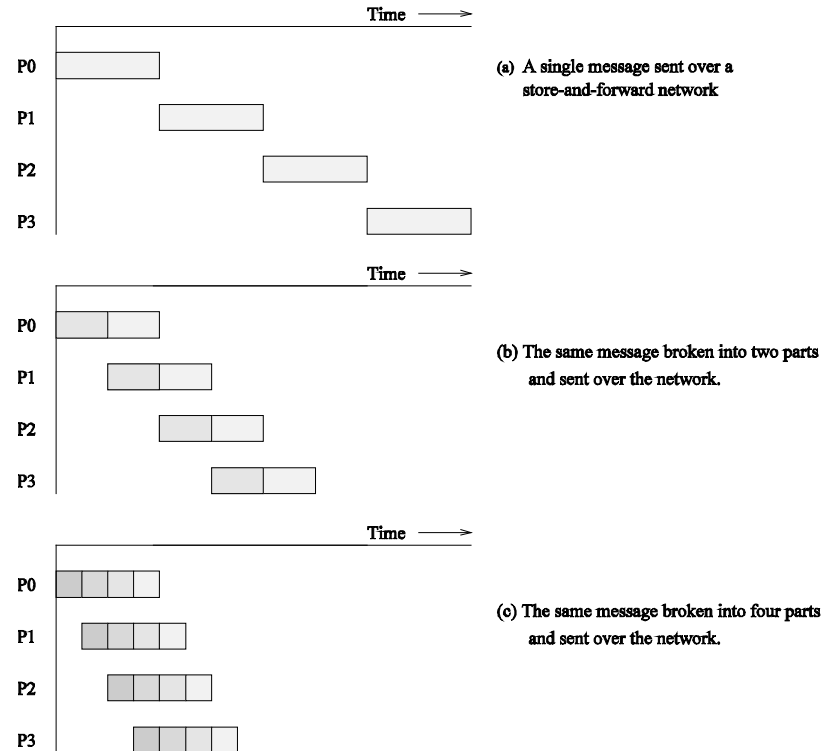 Time
P0
(a) A single message sent over a
store-and-forward network
P1
P2
P3
Time
P0
(b) The same message broken into two parts
and sent over the network.
P1
P2
P3
Time
P0
(c) The same message broken into four parts
and sent over the network.
P1
P2
P3